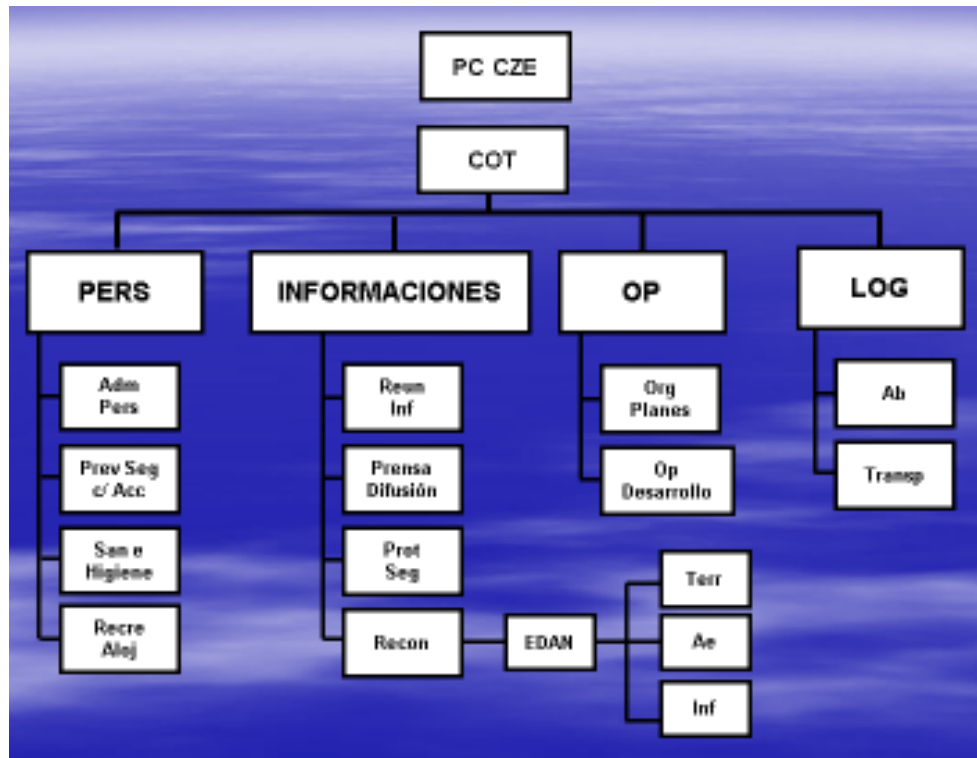 PC CZE
COT
PERS
INFORMACIONES
OP
LOG
Adm
Pers
Prev Seg
c/ Acc
San e
Higiene
Recre
Aloj
Reun
Inf
Prensa
Difusión
Prot
Seg
Recon
EDAN
Terr
Ae
Inf
Org
Planes
Op
Desarrollo
Ab
Transp